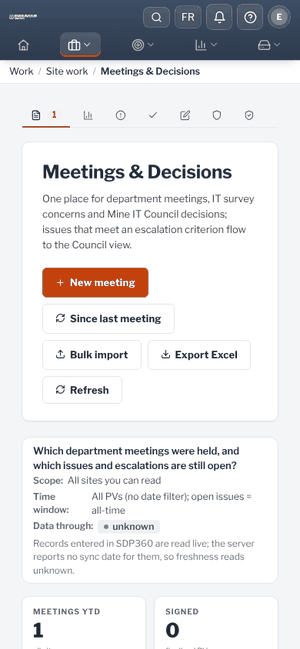 FR
E
Work / Site work / Meetings & Decisions
1
Meetings & Decisions
One place for department meetings, IT survey
concerns and Mine IT Council decisions;
issues that meet an escalation criterion flow
to the Council view.
New meeting
Since last meeting
Bulk import
Export Excel
Refresh
Which department meetings were held, and
which issues and escalations are still open?
Scope: All sites you can read
Time window: All PVs (no date filter); open issues =
all-time
Data through: unknown
Records entered in SDP360 are read live; the server
reports no sync date for them, so freshness reads
unknown.
MEETINGS YTD
1
SIGNED
0